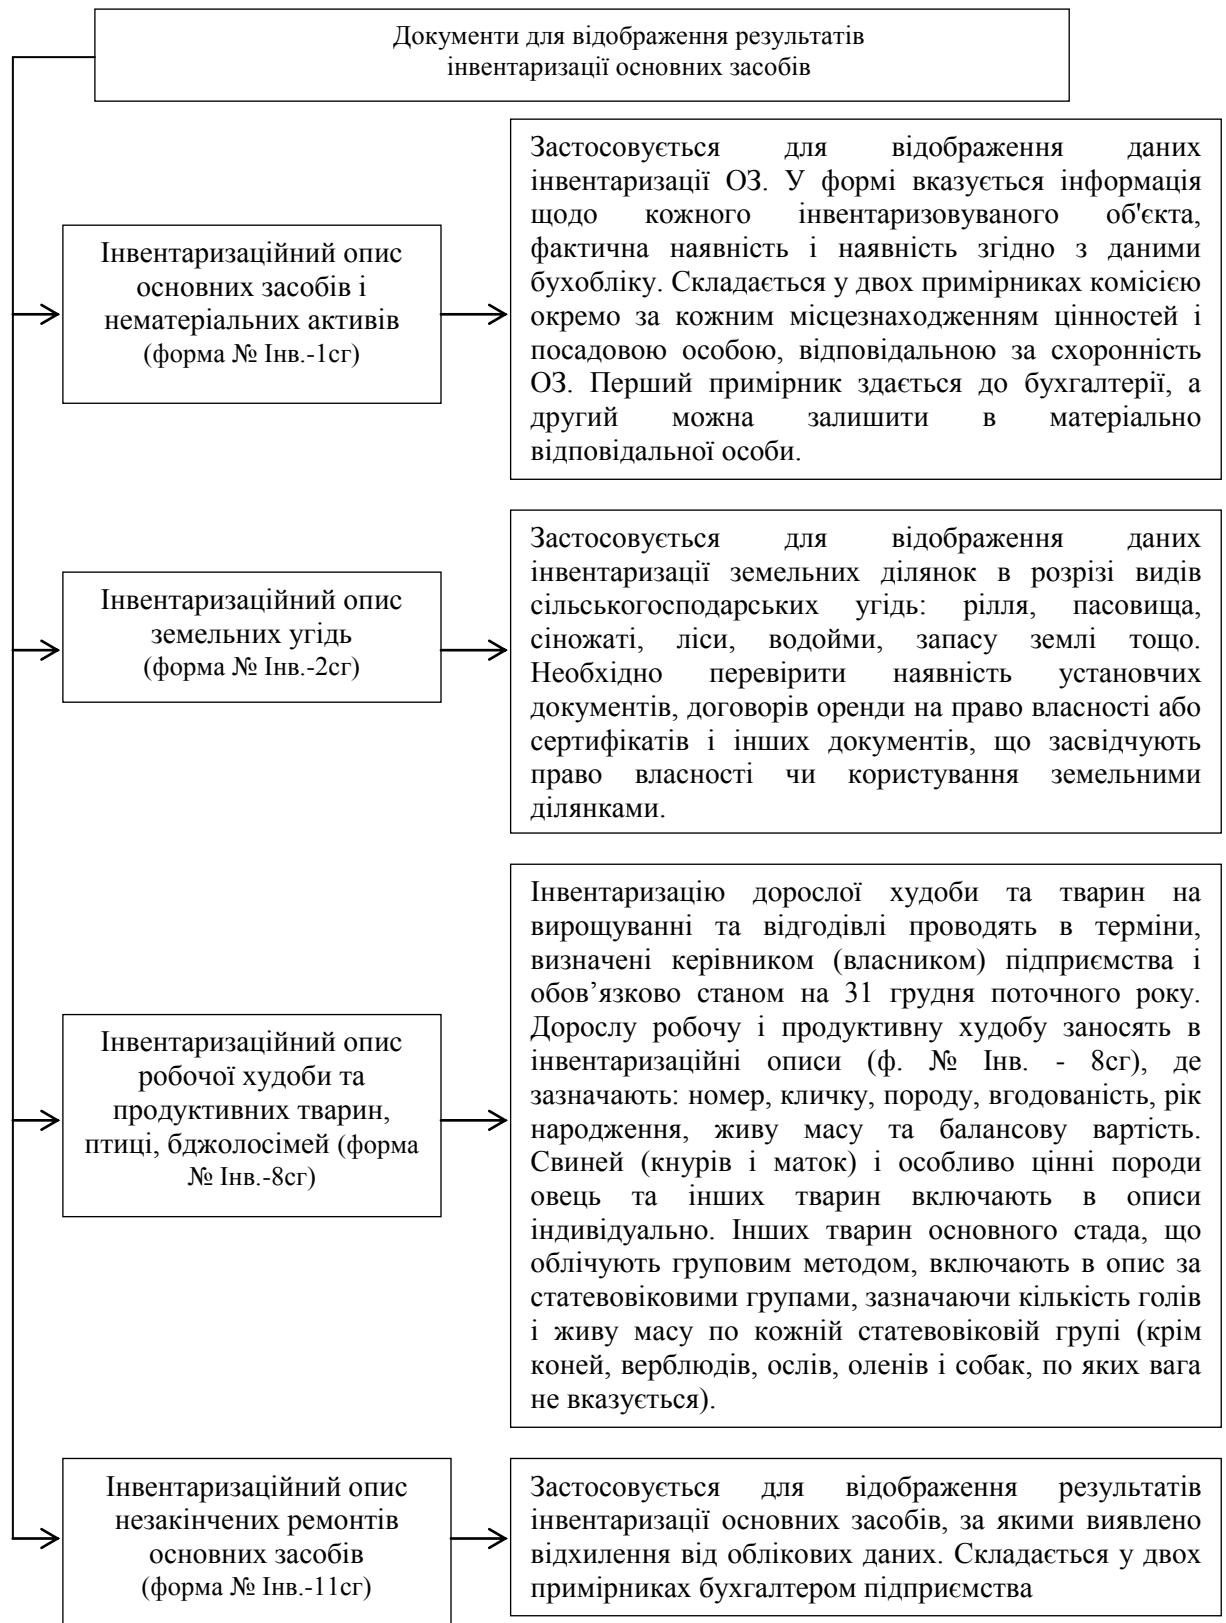 Документи для відображення результатів
інвентаризації основних засобів
Інвентаризаційний опис
основних засобів і
нематеріальних активів
(форма № Інв.-1сг)
Застосовується для відображення даних
інвентаризації ОЗ. У формі вказується інформація
щодо кожного інвентаризовуваного об'єкта,
фактична наявність і наявність згідно з даними
бухобліку. Складається у двох примірниках комісією
окремо за кожним місцезнаходженням цінностей і
посадовою особою, відповідальною за схоронність
ОЗ. Перший примірник здається до бухгалтерії, а
другий можна залишити в матеріально
відповідальної особи.
Інвентаризаційний опис
земельних угідь
(форма № Інв.-2сг)
Застосовується для відображення даних
інвентаризації земельних ділянок в розрізі видів
сільськогосподарських угідь: рілля, пасовища,
сіножаті, ліси, водойми, запасу землі тощо.
Необхідно перевірити наявність установчих
документів, договорів оренди на право власності або
сертифікатів і інших документів, що засвідчують
право власності чи користування земельними
ділянками.
Інвентаризаційний опис
робочої худоби та
продуктивних тварин,
птиці, бджолосімей (форма
№ Інв.-8сг)
Інвентаризацію дорослої худоби та тварин на
вирощуванні та відгодівлі проводять в терміни,
визначені керівником (власником) підприємства і
обов’язково станом на 31 грудня поточного року.
Дорослу робочу і продуктивну худобу заносять в
інвентаризаційні описи (ф. № Інв. - 8сг), де
зазначають: номер, кличку, породу, вгодованість, рік
народження, живу масу та балансову вартість.
Свиней (кнурів і маток) і особливо цінні породи
овець та інших тварин включають в описи
індивідуально. Інших тварин основного стада, що
облічують груповим методом, включають в опис за
статевовіковими групами, зазначаючи кількість голів
і живу масу по кожній статевовіковій групі (крім
коней, верблюдів, ослів, оленів і собак, по яких вага
не вказується).
Інвентаризаційний опис
незакінчених ремонтів
основних засобів
(форма № Інв.-11сг)
Застосовується для відображення результатів
інвентаризації основних засобів, за якими виявлено
відхилення від облікових даних. Складається у двох
примірниках бухгалтером підприємства